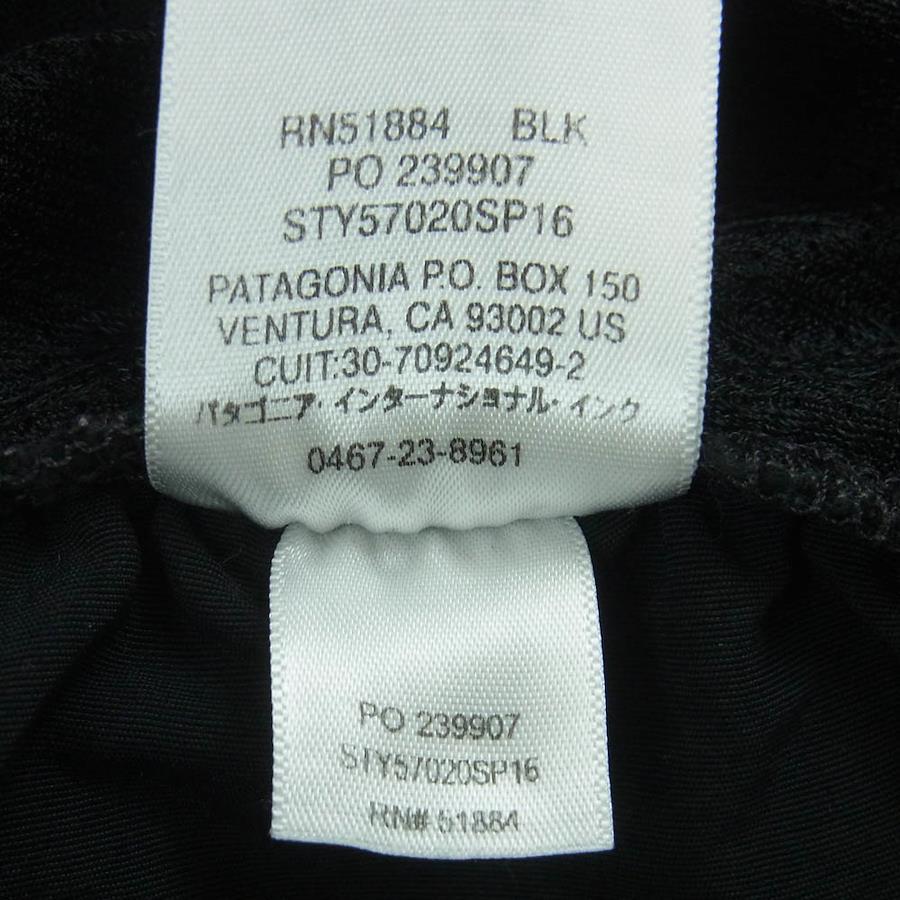 RN51884 BLK
PO 239907
STY57020SP16
PATAGONIA P.O. BOX 150
VENTURA, CA 93002 US
CUIT:30-70924649-2
パタゴニア・インターナショナル・インク
0467-23-8961
PO 239907
STY57020SP16
RN# 51884